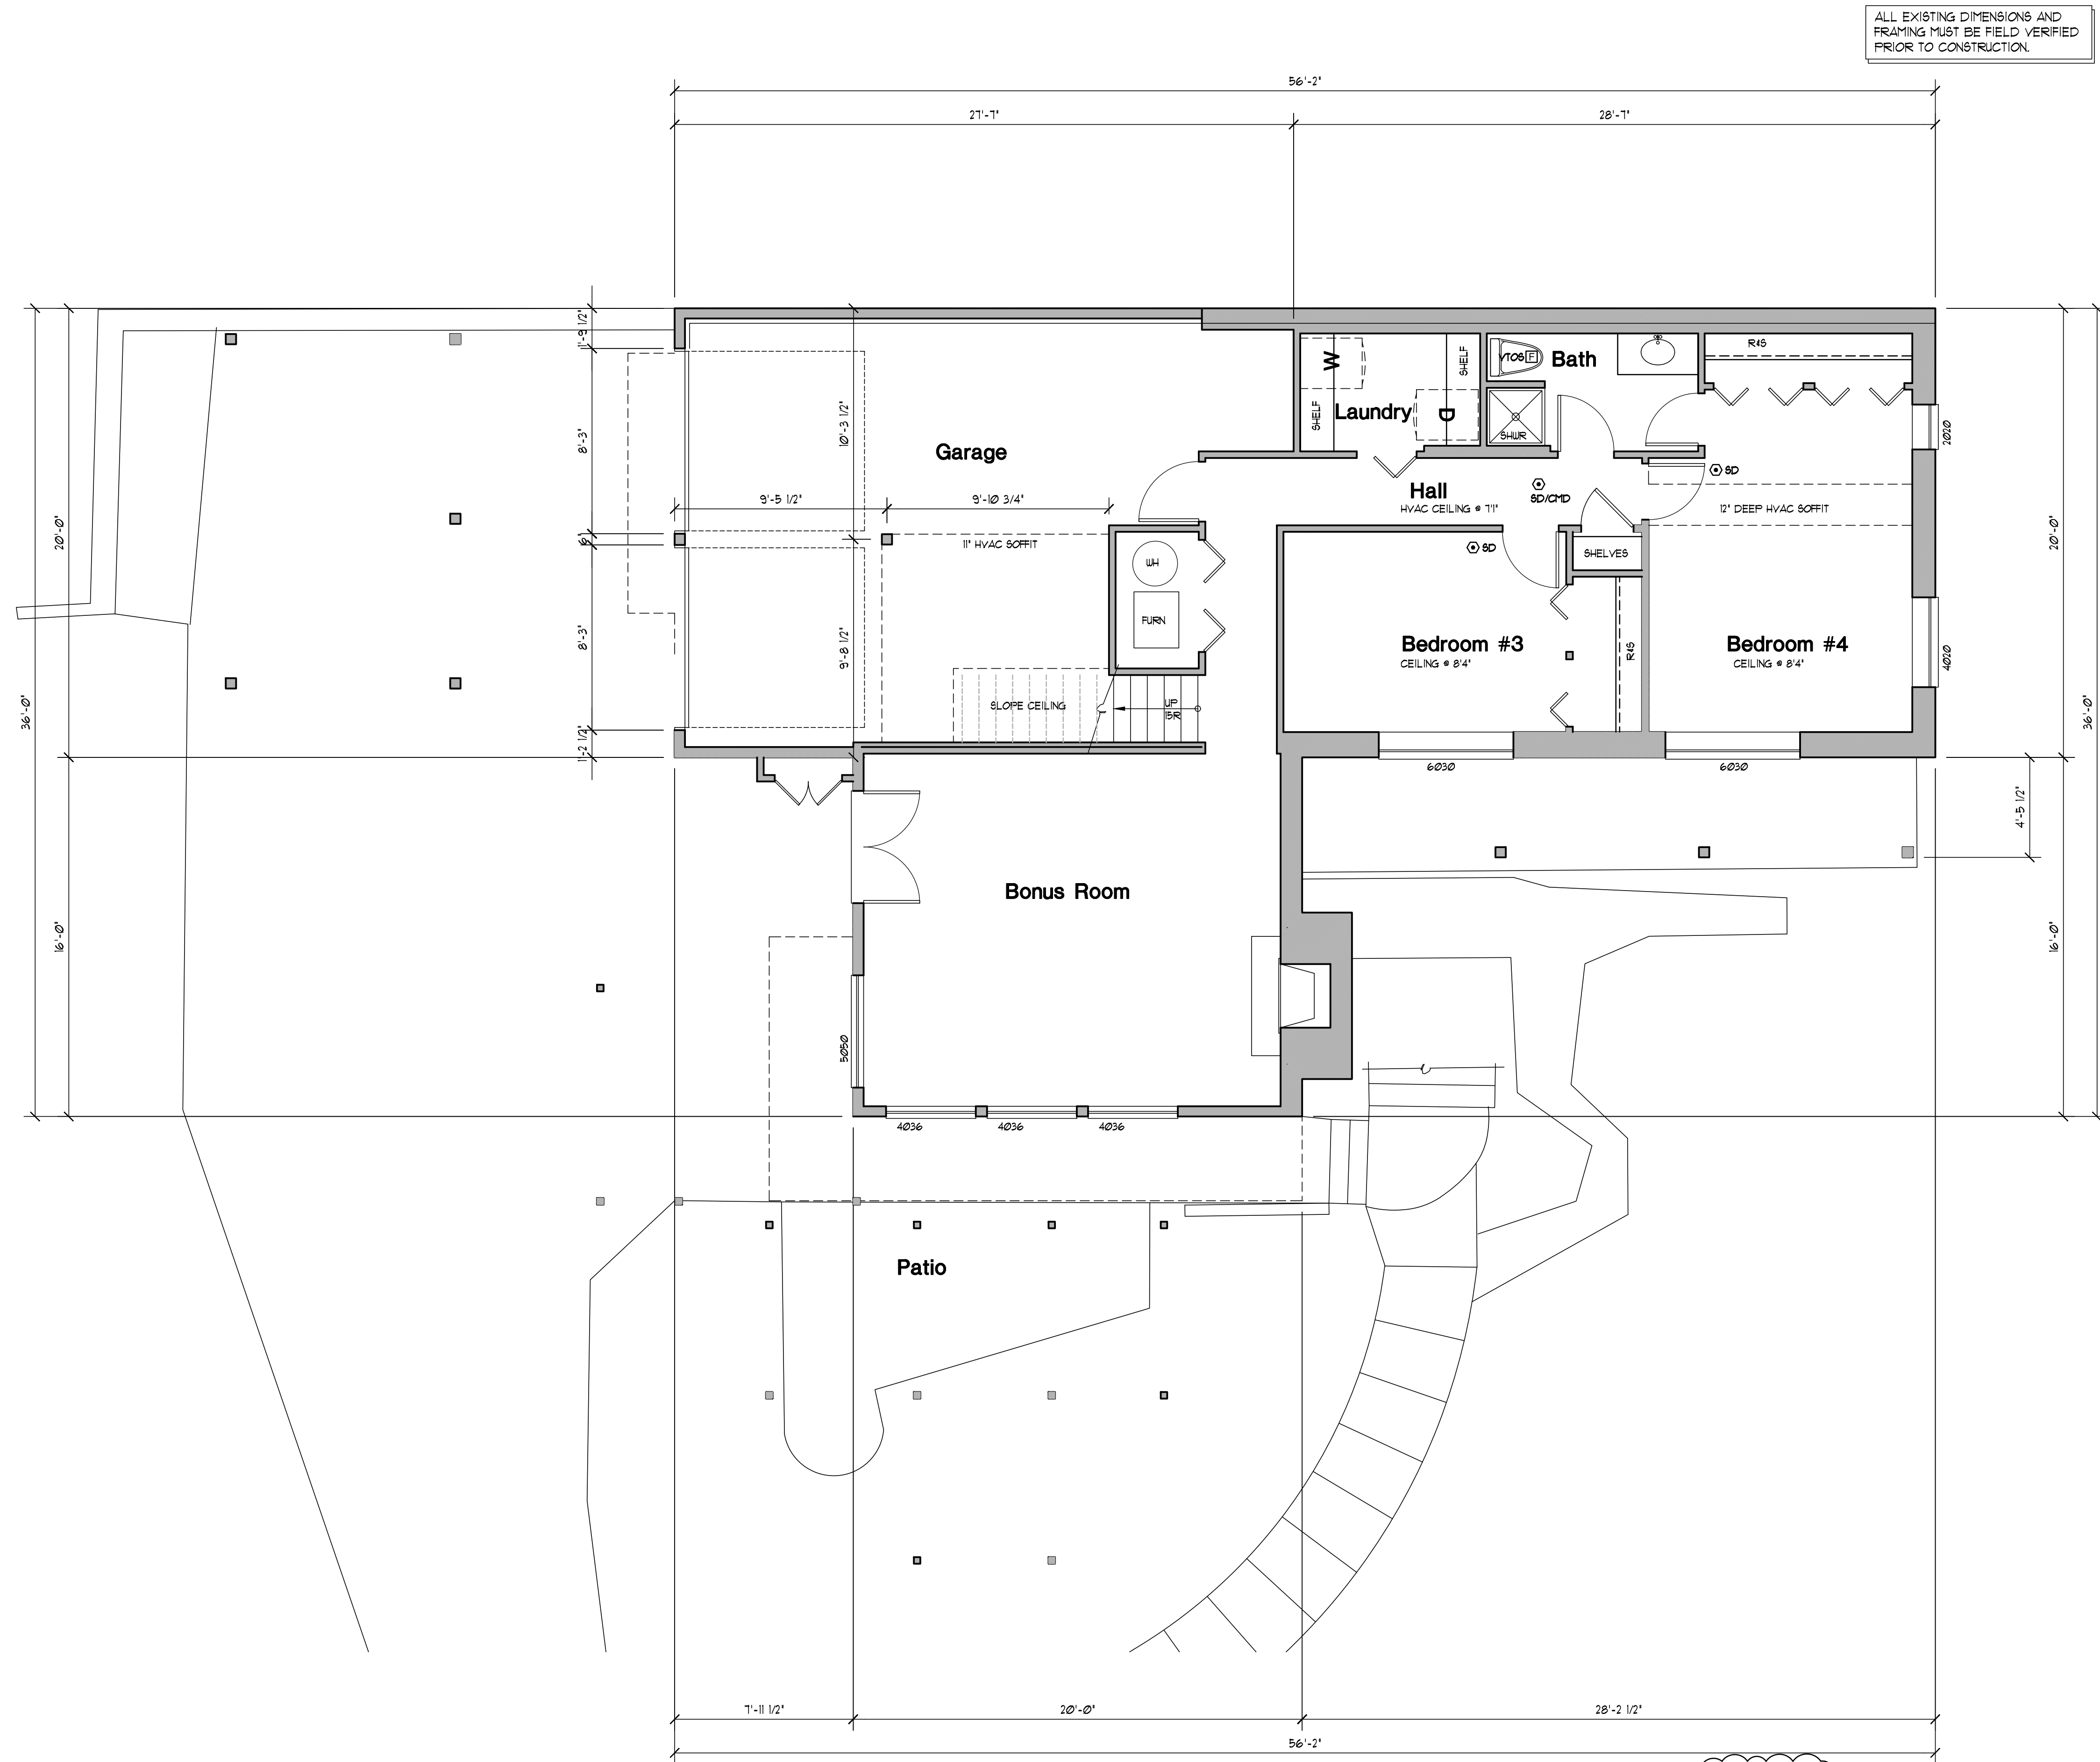 ALL EXISTING DIMENSIONS AND
FRAMING MUST BE FIELD VERIFIED
PRIOR TO CONSTRUCTION.
56'-2"
27'-7"
28'-7"
1'-9 1/2"
8'-3"
6"
8'-3"
1'-2 1/2"
20'-0"
16'-0"
36'-0"
10'-3 1/2"
9'-8 1/2"
Garage
9'-5 1/2"
9'-10 3/4"
11" HVAC SOFFIT
SLOPE CEILING
UP
15R
WH
FURN
W
SHELF
SHELF
Laundry
D
VTOS F
Bath
SHWR
R&S
Hall
HVAC CEILING @ 7'1"
SD/CMD
SD
SD
12" DEEP HVAC SOFFIT
SHELVES
R&S
Bedroom #3
CEILING @ 8'4"
Bedroom #4
CEILING @ 8'4"
2020
4020
6030
6030
20'-0"
36'-0"
4'-5 1/2"
16'-0"
Bonus Room
5050
4036
4036
4036
Patio
7'-11 1/2"
20'-0"
28'-2 1/2"
56'-2"